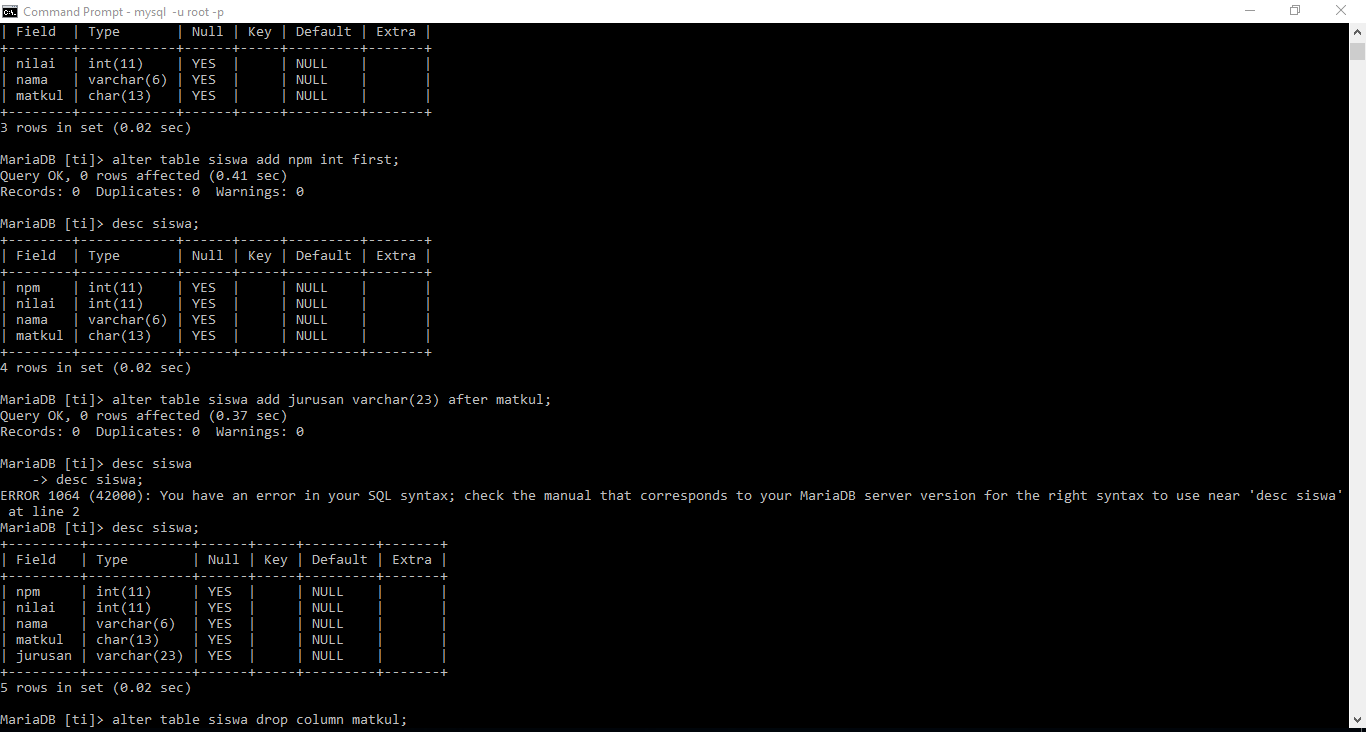 Command Prompt - mysql  -u root -p
| Field  | Type       | Null | Key | Default | Extra |
+--------+------------+------+-----+---------+-------+
| nilai  | int(11)    | YES  |     | NULL    |       |
| nama   | varchar(6) | YES  |     | NULL    |       |
| matkul | char(13)   | YES  |     | NULL    |       |
+--------+------------+------+-----+---------+-------+
3 rows in set (0.02 sec)

MariaDB [ti]> alter table siswa add npm int first;
Query OK, 0 rows affected (0.41 sec)
Records: 0  Duplicates: 0  Warnings: 0

MariaDB [ti]> desc siswa;
+--------+------------+------+-----+---------+-------+
| Field  | Type       | Null | Key | Default | Extra |
+--------+------------+------+-----+---------+-------+
| npm    | int(11)    | YES  |     | NULL    |       |
| nilai  | int(11)    | YES  |     | NULL    |       |
| nama   | varchar(6) | YES  |     | NULL    |       |
| matkul | char(13)   | YES  |     | NULL    |       |
+--------+------------+------+-----+---------+-------+
4 rows in set (0.02 sec)

MariaDB [ti]> alter table siswa add jurusan varchar(23) after matkul;
Query OK, 0 rows affected (0.37 sec)
Records: 0  Duplicates: 0  Warnings: 0

MariaDB [ti]> desc siswa
    -> desc siswa;
ERROR 1064 (42000): You have an error in your SQL syntax; check the manual that corresponds to your MariaDB server version for the right syntax to use near 'desc siswa'
 at line 2
MariaDB [ti]> desc siswa;
+---------+-------------+------+-----+---------+-------+
| Field   | Type        | Null | Key | Default | Extra |
+---------+-------------+------+-----+---------+-------+
| npm     | int(11)     | YES  |     | NULL    |       |
| nilai   | int(11)     | YES  |     | NULL    |       |
| nama    | varchar(6)  | YES  |     | NULL    |       |
| matkul  | char(13)    | YES  |     | NULL    |       |
| jurusan | varchar(23) | YES  |     | NULL    |       |
+---------+-------------+------+-----+---------+-------+
5 rows in set (0.02 sec)

MariaDB [ti]> alter table siswa drop column matkul;